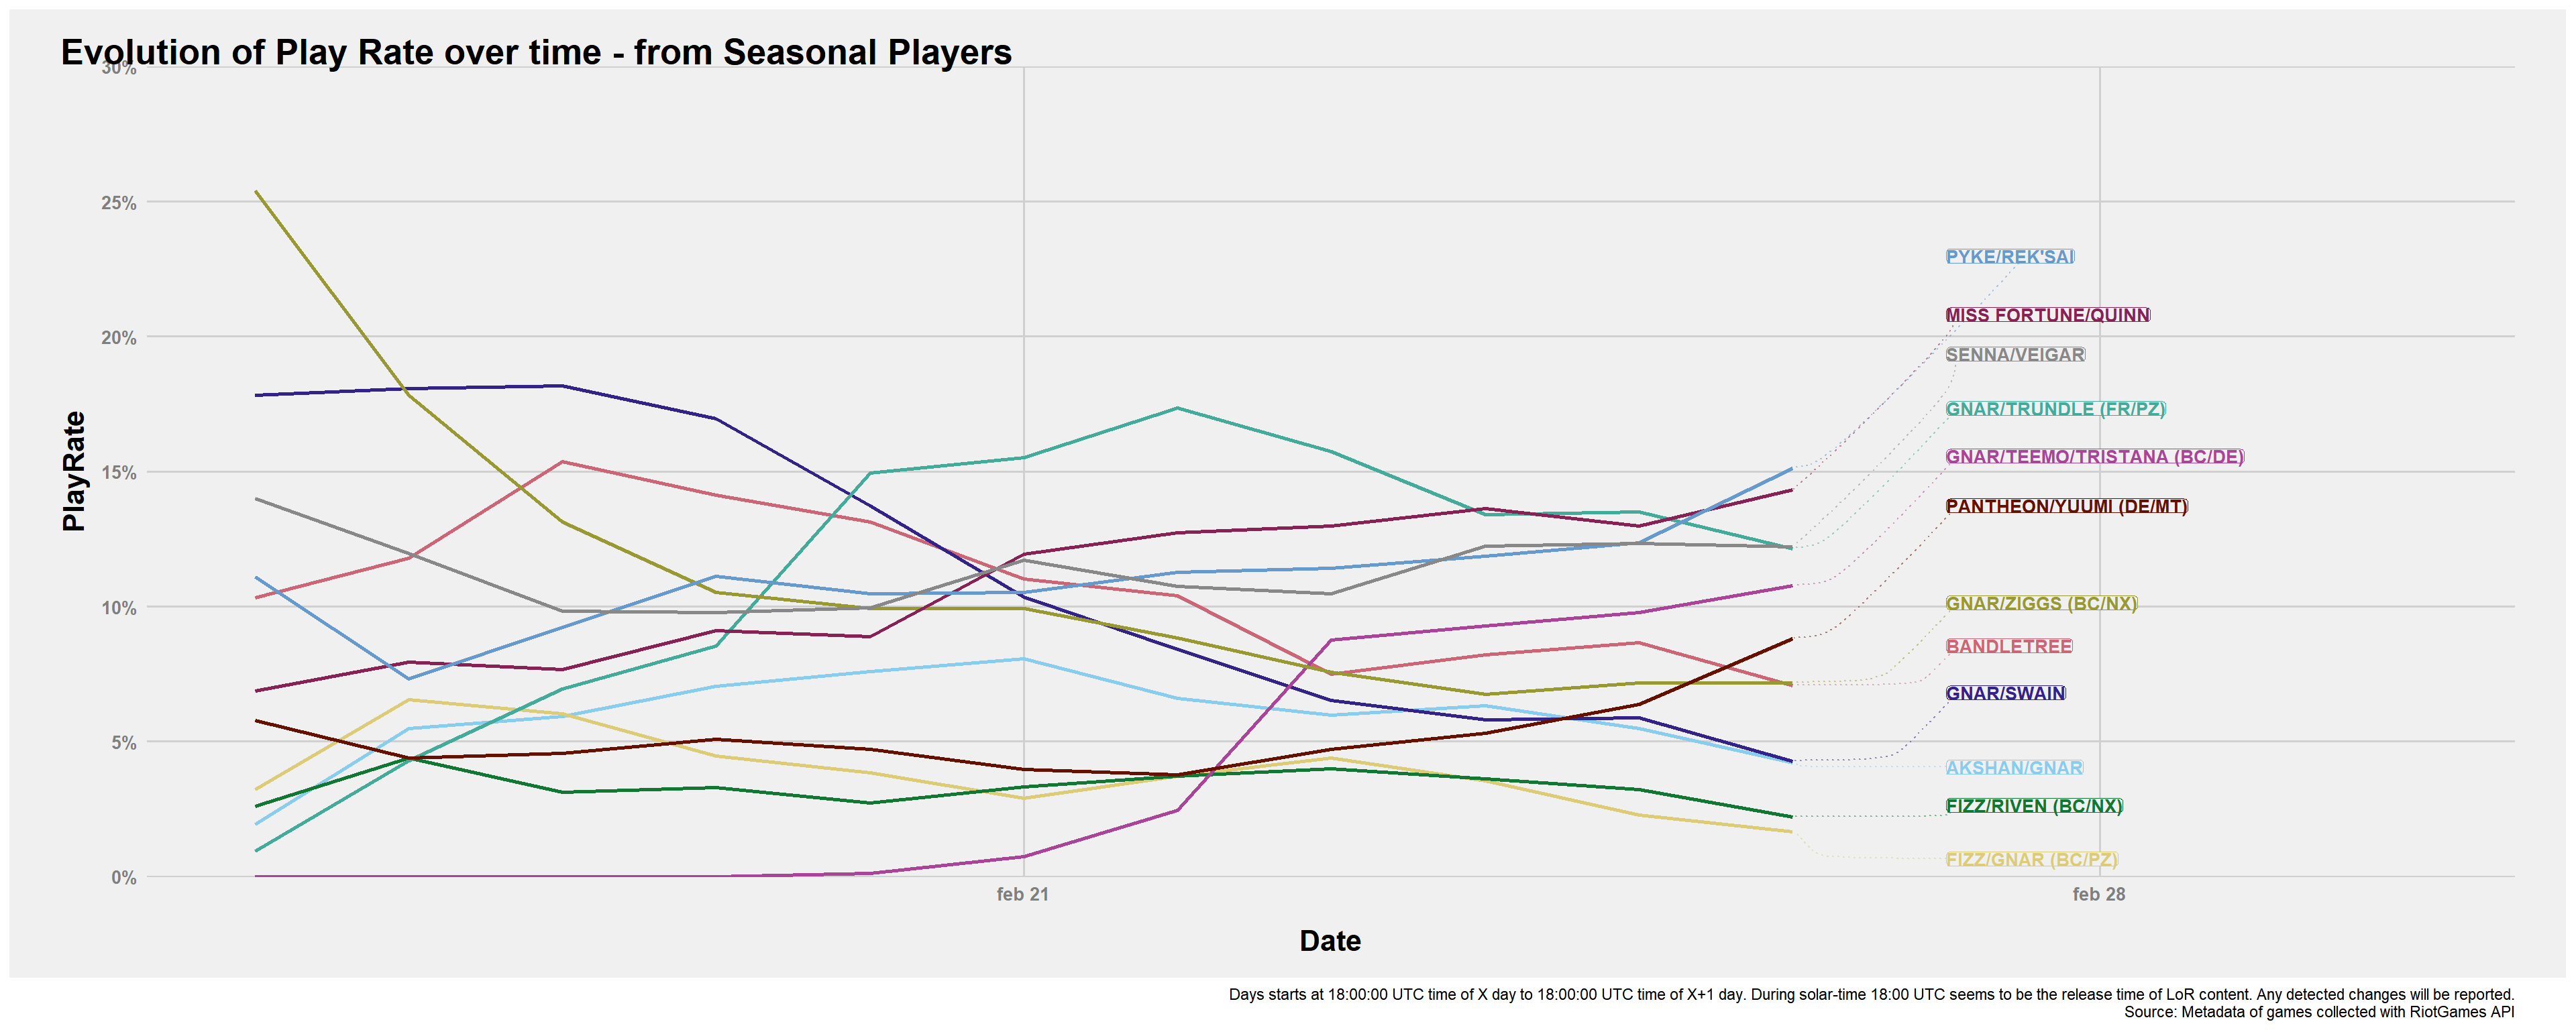 Evolution of Play Rate over time - from Seasonal Players
30%
25%
20%
15%
10%
5%
0%
PlayRate
PYKE/REK'SAI
MISS FORTUNE/QUINN
SENNA/VEIGAR
GNAR/TRUNDLE (FR/PZ)
GNAR/TEEMO/TRISTANA (BC/DE)
PANTHEON/YUUMI (DE/MT)
GNAR/ZIGGS (BC/NX)
BANDLETREE
GNAR/SWAIN
AKSHAN/GNAR
FIZZ/RIVEN (BC/NX)
FIZZ/GNAR (BC/PZ)
feb 21
feb 28
Date
Days starts at 18:00:00 UTC time of X day to 18:00:00 UTC time of X+1 day. During solar-time 18:00 UTC seems to be the release time of LoR content. Any detected changes will be reported.
Source: Metadata of games collected with RiotGames API